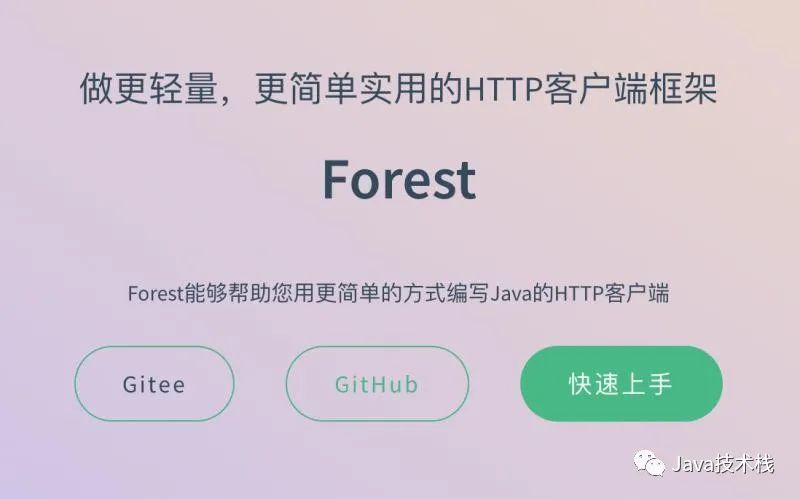 做更轻量，更简单实用的HTTP客户端框架
Forest
Forest能够帮助您用更简单的方式编写Java的HTTP客户端
Gitee
GitHub
快速上手
Java技术栈